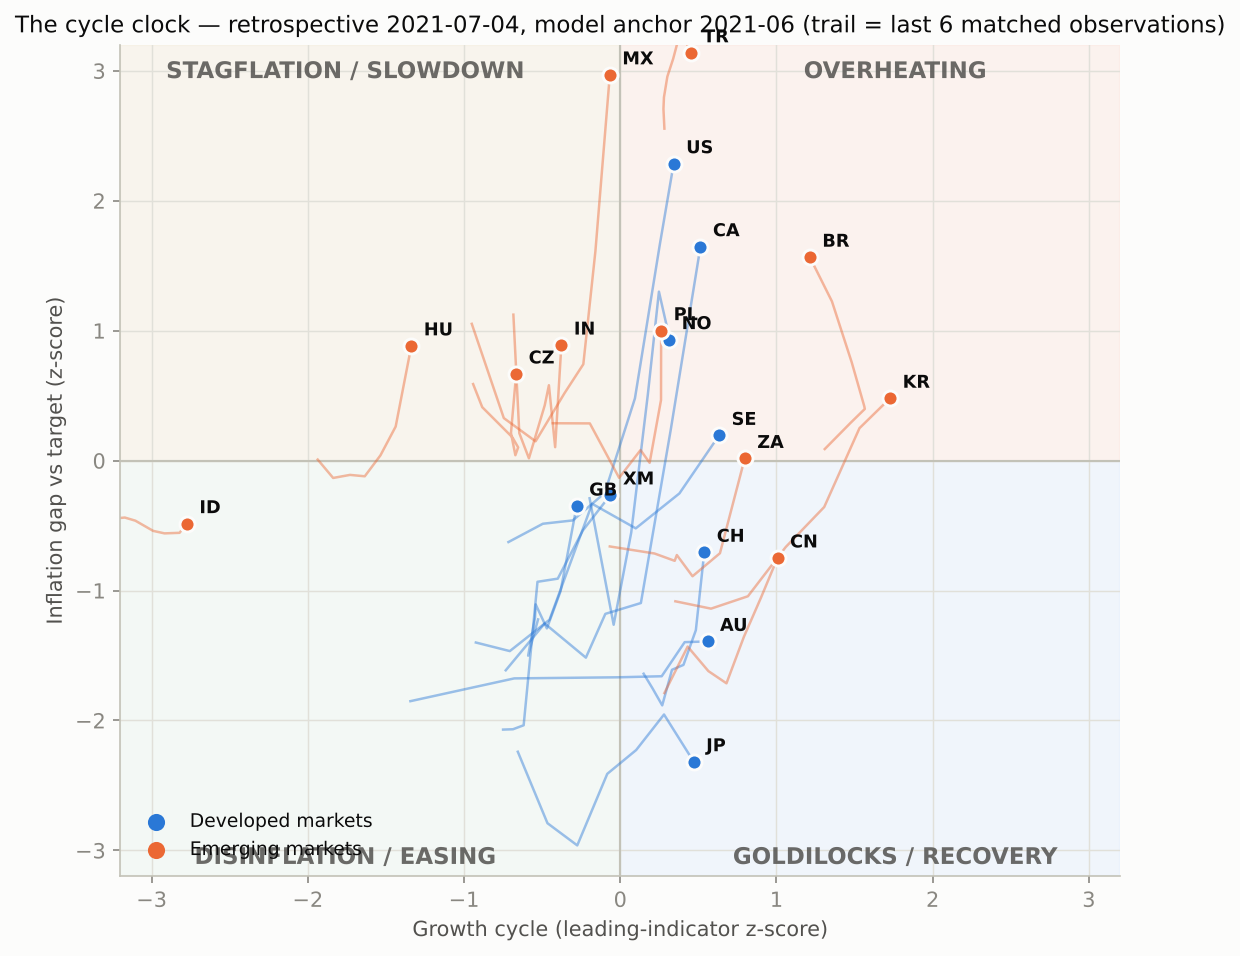 The cycle clock — retrospective 2021-07-04, model anchor 2021-06 (trail = last 6 matched observations)
TR
MX
STAGFLATION / SLOWDOWN
OVERHEATING
US
CA
BR
PL
NO
HU
IN
CZ
KR
SE
ZA
XM
GB
ID
CH
CN
AU
JP
Developed markets
Emerging markets
DISINFLATION / EASING
GOLDILOCKS / RECOVERY
3
2
1
0
−1
−2
−3
−3
−2
−1
0
1
2
3
Inflation gap vs target (z-score)
Growth cycle (leading-indicator z-score)